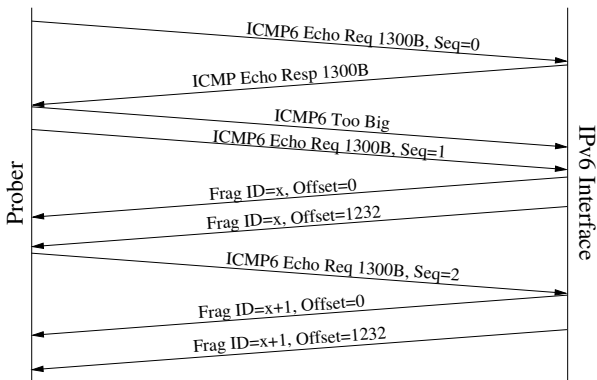 ICMP6 Echo Req 1300B, Seq=0
ICMP Echo Resp 1300B
ICMP6 Too Big
ICMP6 Echo Req 1300B, Seq=1
Frag ID=x, Offset=0
Frag ID=x, Offset=1232
ICMP6 Echo Req 1300B, Seq=2
Frag ID=x+1, Offset=0
Frag ID=x+1, Offset=1232
Prober
IPv6 Interface